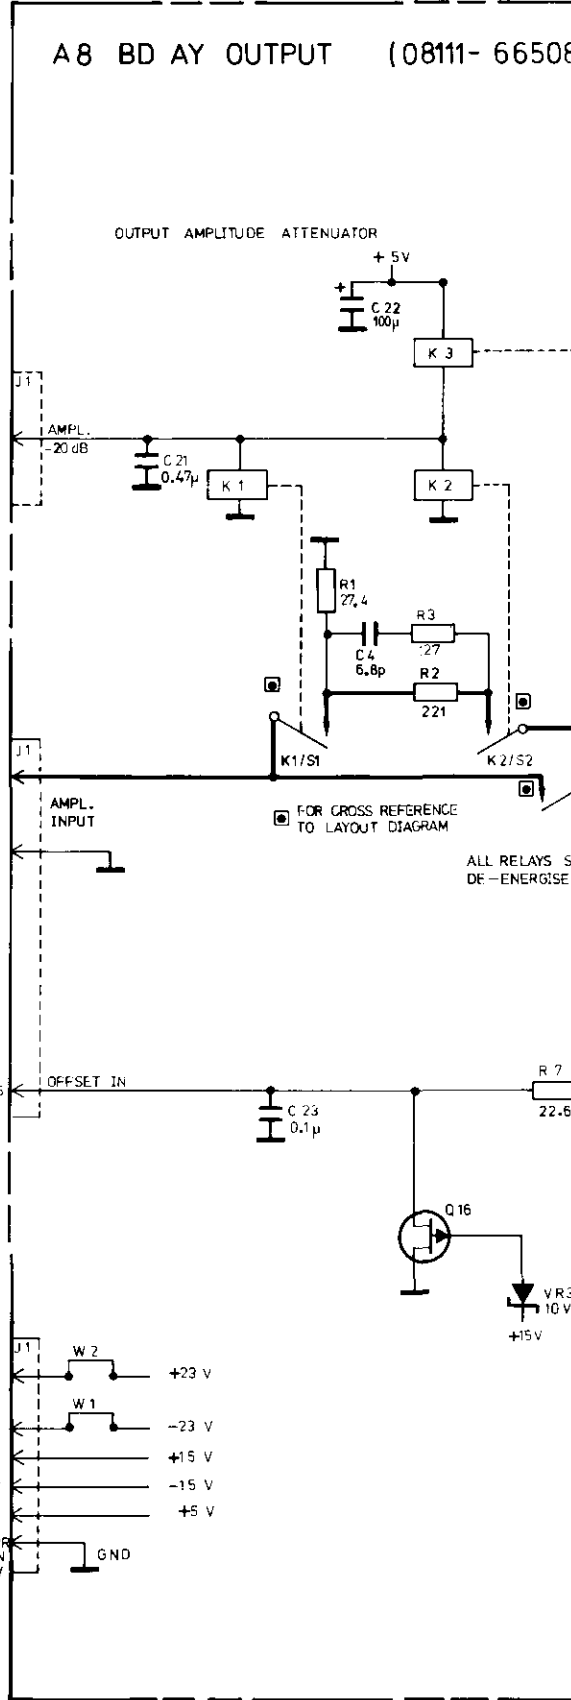 A8 BD AY OUTPUT (08111-66508
OUTPUT AMPLITUDE ATTENUATOR
+ 5V
+
C 22
100µ
K 3
J1
AMPL.
-20 dB
C 21
0.47µ
K 1
K 2
R1
27.4
R3
C4
6.8p
R2
221
K1/S1
K2/S2
J1
AMPL.
INPUT
FOR CROSS REFERENCE
TO LAYOUT DIAGRAM
ALL RELAYS S
DE-ENERGISE
OFFSET IN
R 7
22.6
C 23
0.1µ
Q16
VR3
10 V
+15V
J1
W 2
+23 V
W 1
-23 V
+15 V
-15 V
+5 V
GND